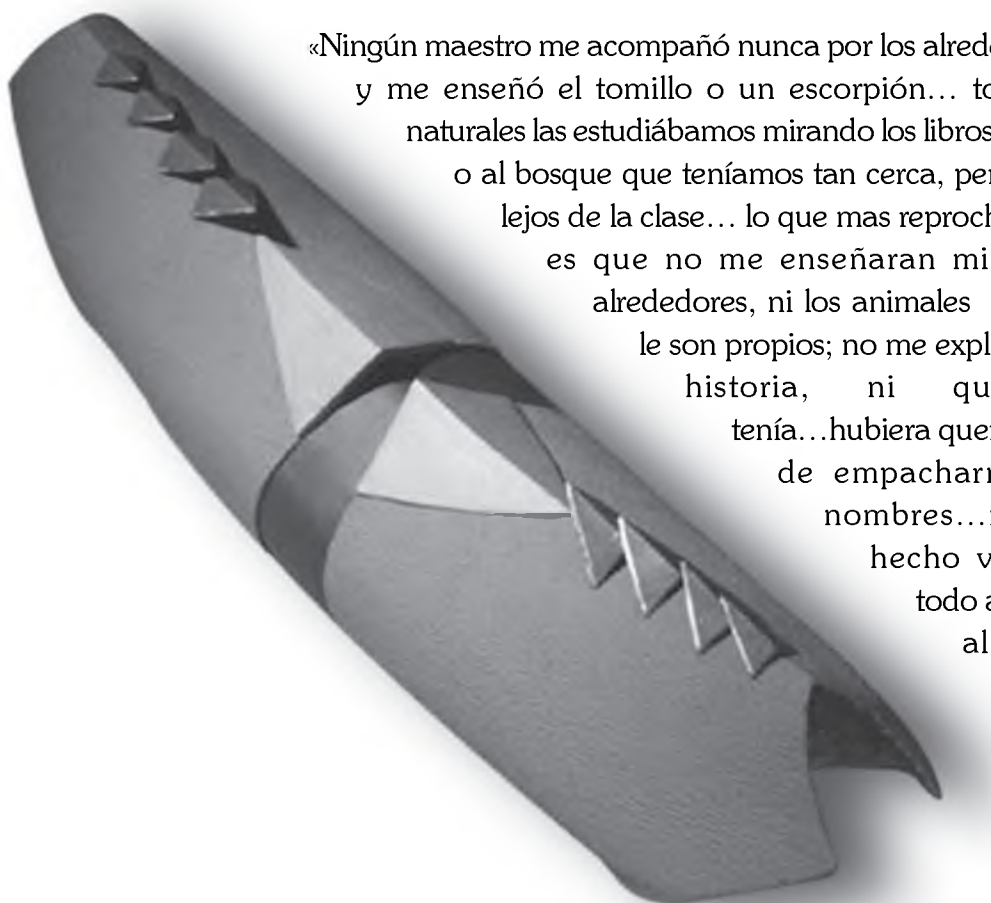 «Ningún maestro me acompañó nunca por los alred
y me enseñó el tomillo o un escorpión... to
naturales las estudiábamos mirando los libros
o al bosque que teníamos tan cerca, per
lejos de la clase... lo que mas reproch
es que no me enseñaran mi
alrededores, ni los animales
le son propios; no me expl
historia, ni qu
tenía...hubiera que
de empachar
nombres...
hecho v
todo a
al